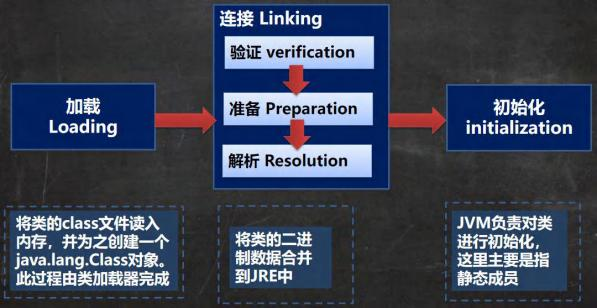 连接 Linking
验证 verification
准备 Preparation
解析 Resolution
加载
Loading
初始化
initialization
将类的class文件读入
内存，并为之创建一个
java.lang.Class对象。
此过程由类加载器完成
将类的二进
制数据合并
到JRE中
JVM负责对类
进行初始化，
这里主要是指
静态成员